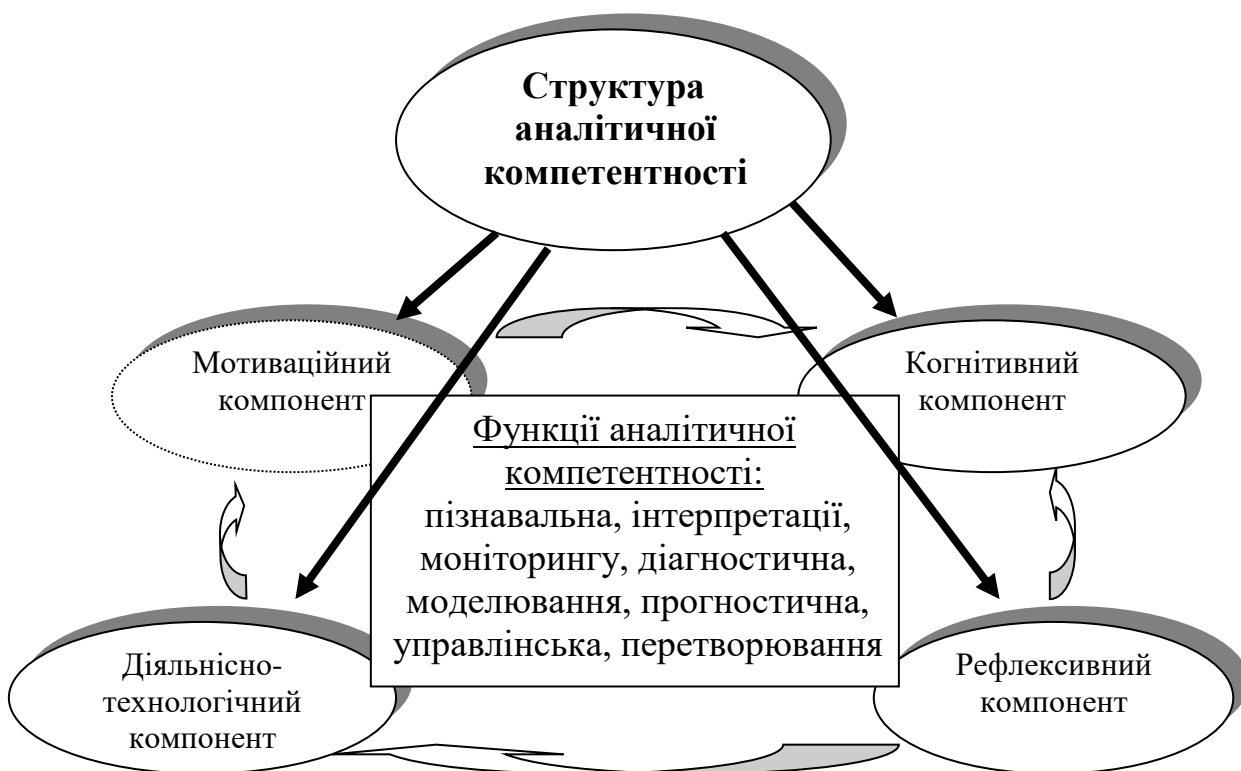 Структура
аналітичної
компетентності
Мотиваційний
компонент
Когнітивний
компонент
Функції аналітичної
компетентності:
пізнавальна, інтерпретації,
моніторингу, діагностична,
моделювання, прогностична,
управлінська, перетворювання
Діяльнісно-
технологічний
компонент
Рефлексивний
компонент